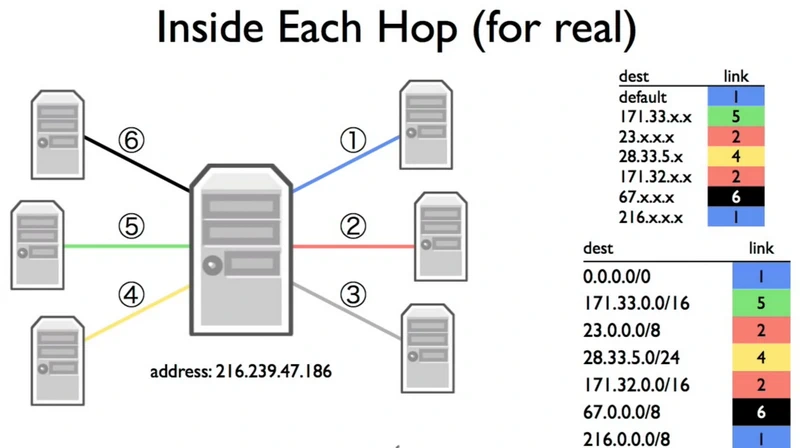 Inside Each Hop (for real)
⑥
①
⑤
②
④
③
address: 216.239.47.186
dest link
default 1
171.33.x.x 5
23.x.x.x 2
28.33.5.x 4
171.32.x.x 2
67.x.x.x 6
216.x.x.x 1
dest link
0.0.0.0/0 1
171.33.0.0/16 5
23.0.0.0/8 2
28.33.5.0/24 4
171.32.0.0/16 2
67.0.0.0/8 6
216.0.0.0/8 1